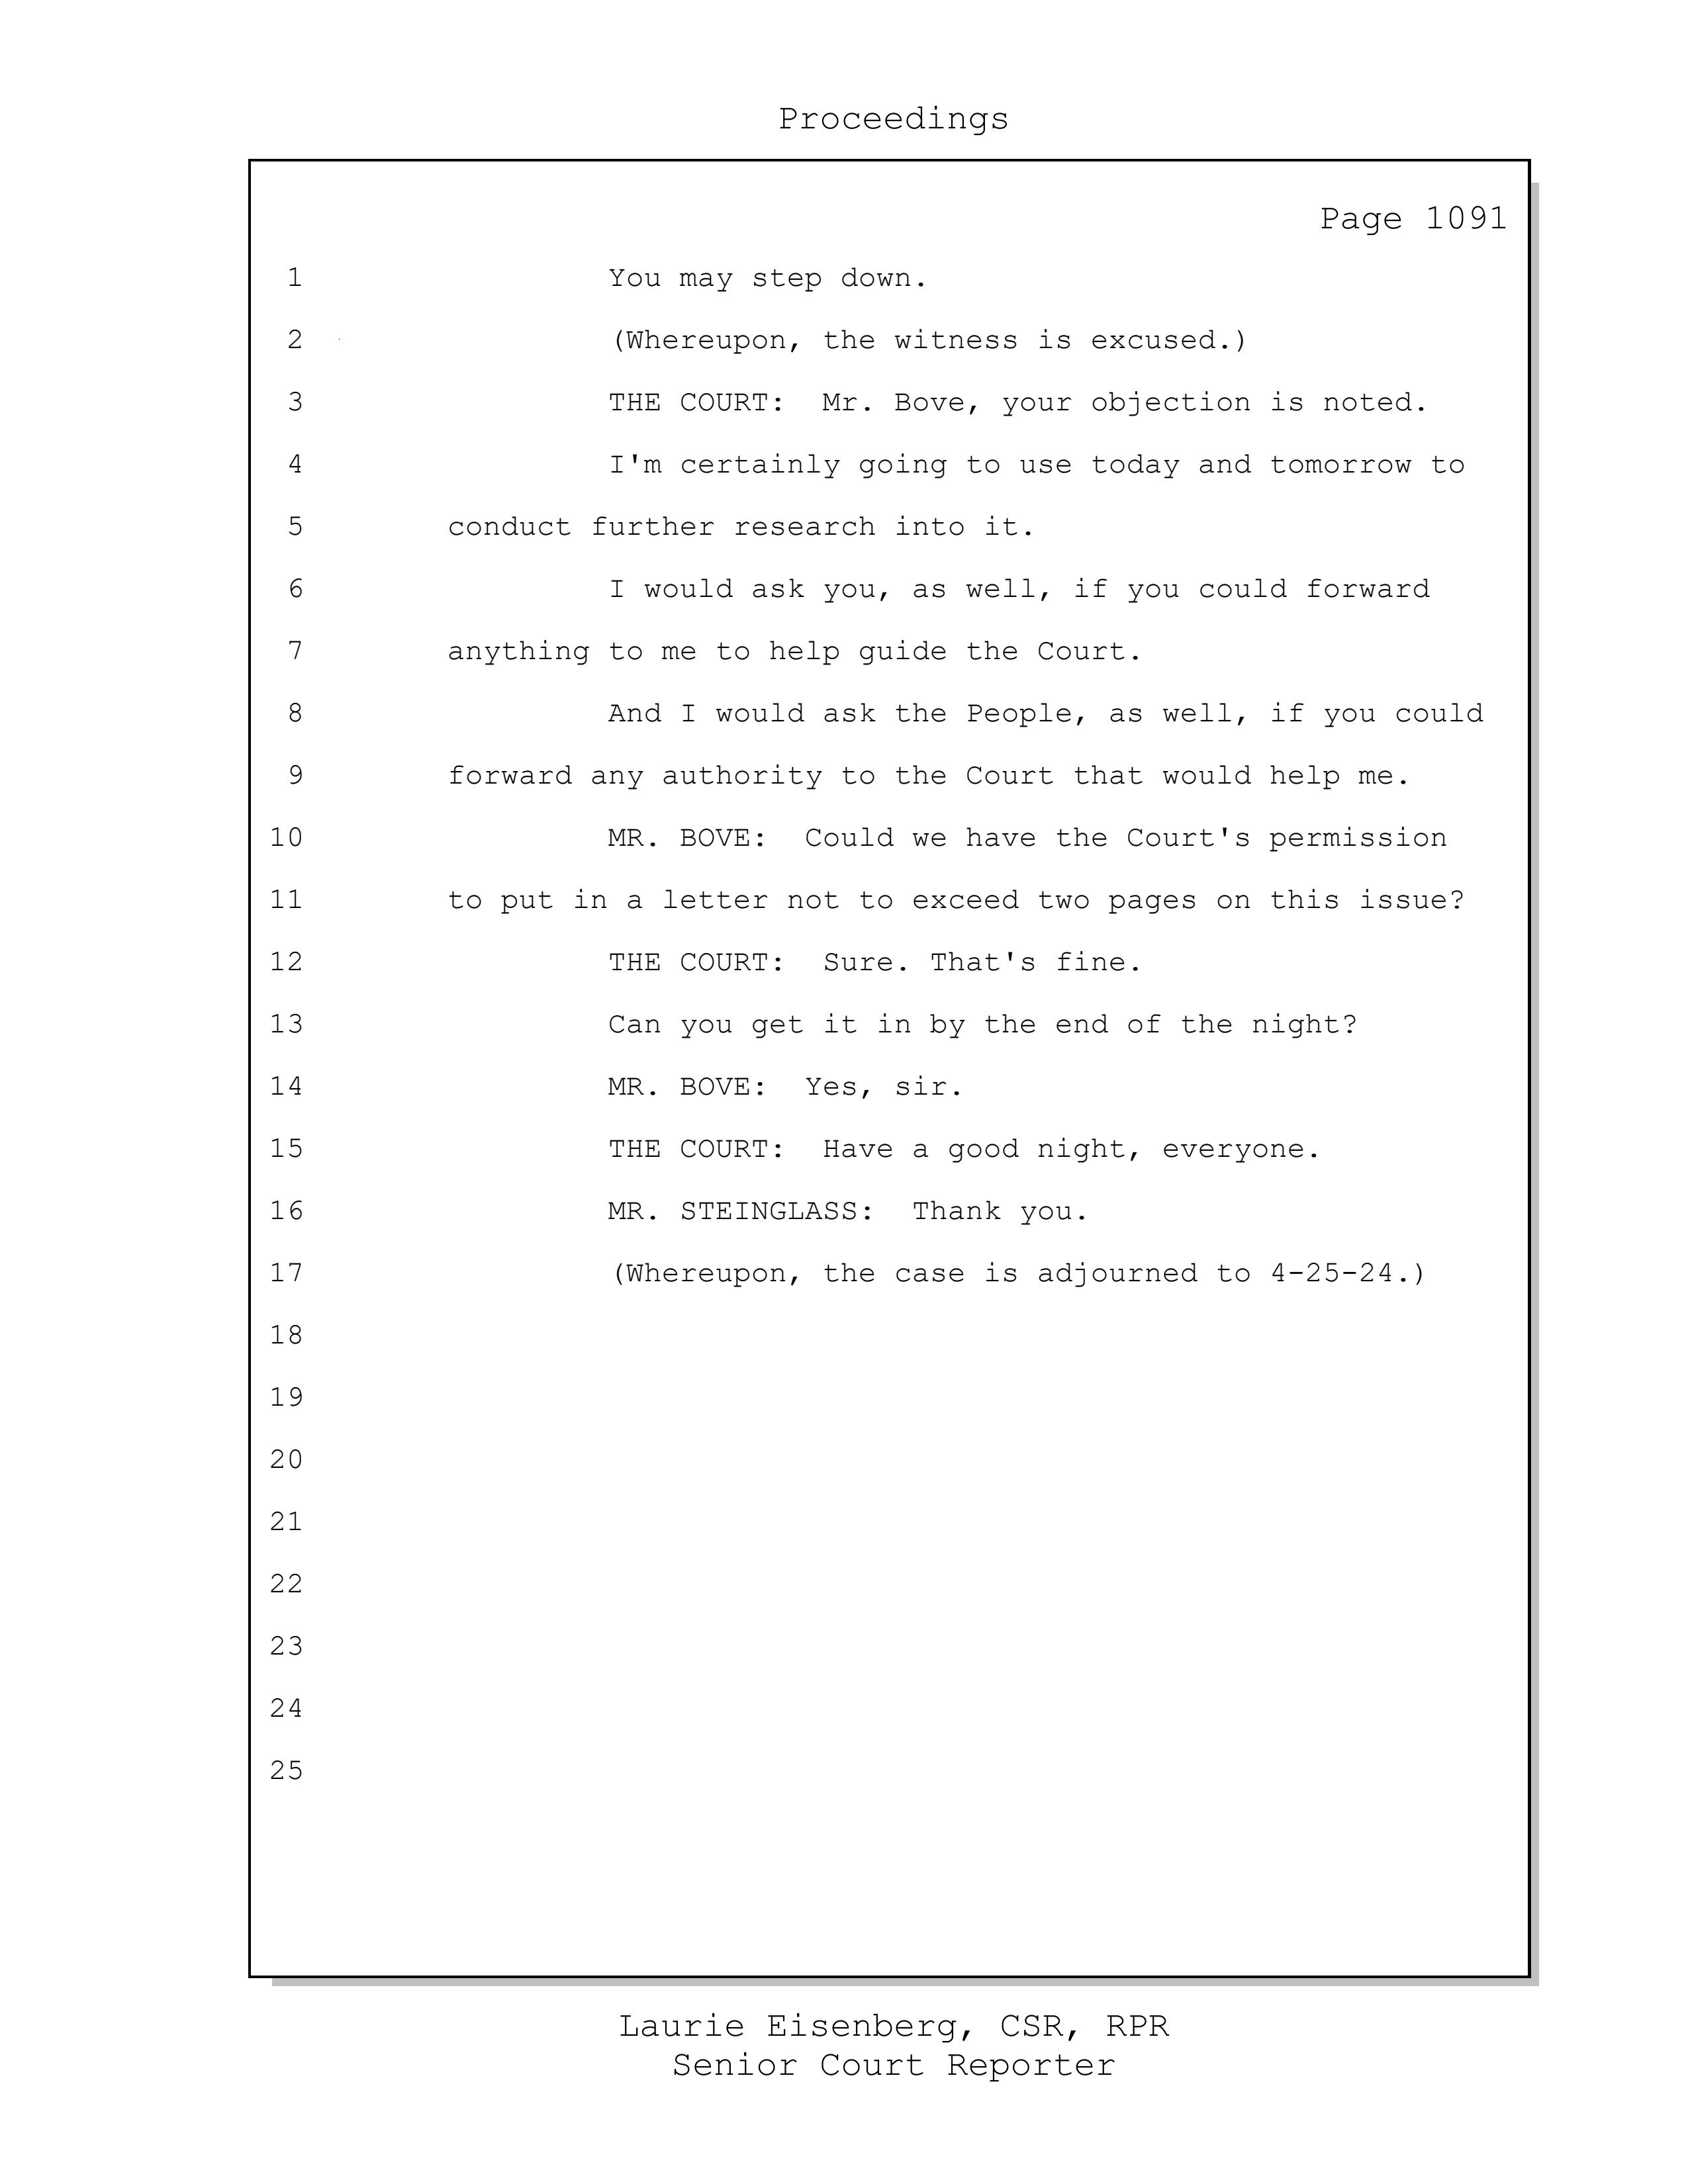 Proceedings
Page 1091
1 You may step down.
2 (Whereupon, the witness is excused.)
3 THE COURT:  Mr. Bove, your objection is noted.
4 I'm certainly going to use today and tomorrow to
5 conduct further research into it.
6 I would ask you, as well, if you could forward
7 anything to me to help guide the Court.
8 And I would ask the People, as well, if you could
9 forward any authority to the Court that would help me.
10 MR. BOVE:  Could we have the Court's permission
11 to put in a letter not to exceed two pages on this issue?
12 THE COURT:  Sure. That's fine.
13 Can you get it in by the end of the night?
14 MR. BOVE:  Yes, sir.
15 THE COURT:  Have a good night, everyone.
16 MR. STEINGLASS:  Thank you.
17 (Whereupon, the case is adjourned to 4-25-24.)
18
19
20
21
22
23
24
25
Laurie Eisenberg, CSR, RPR
Senior Court Reporter